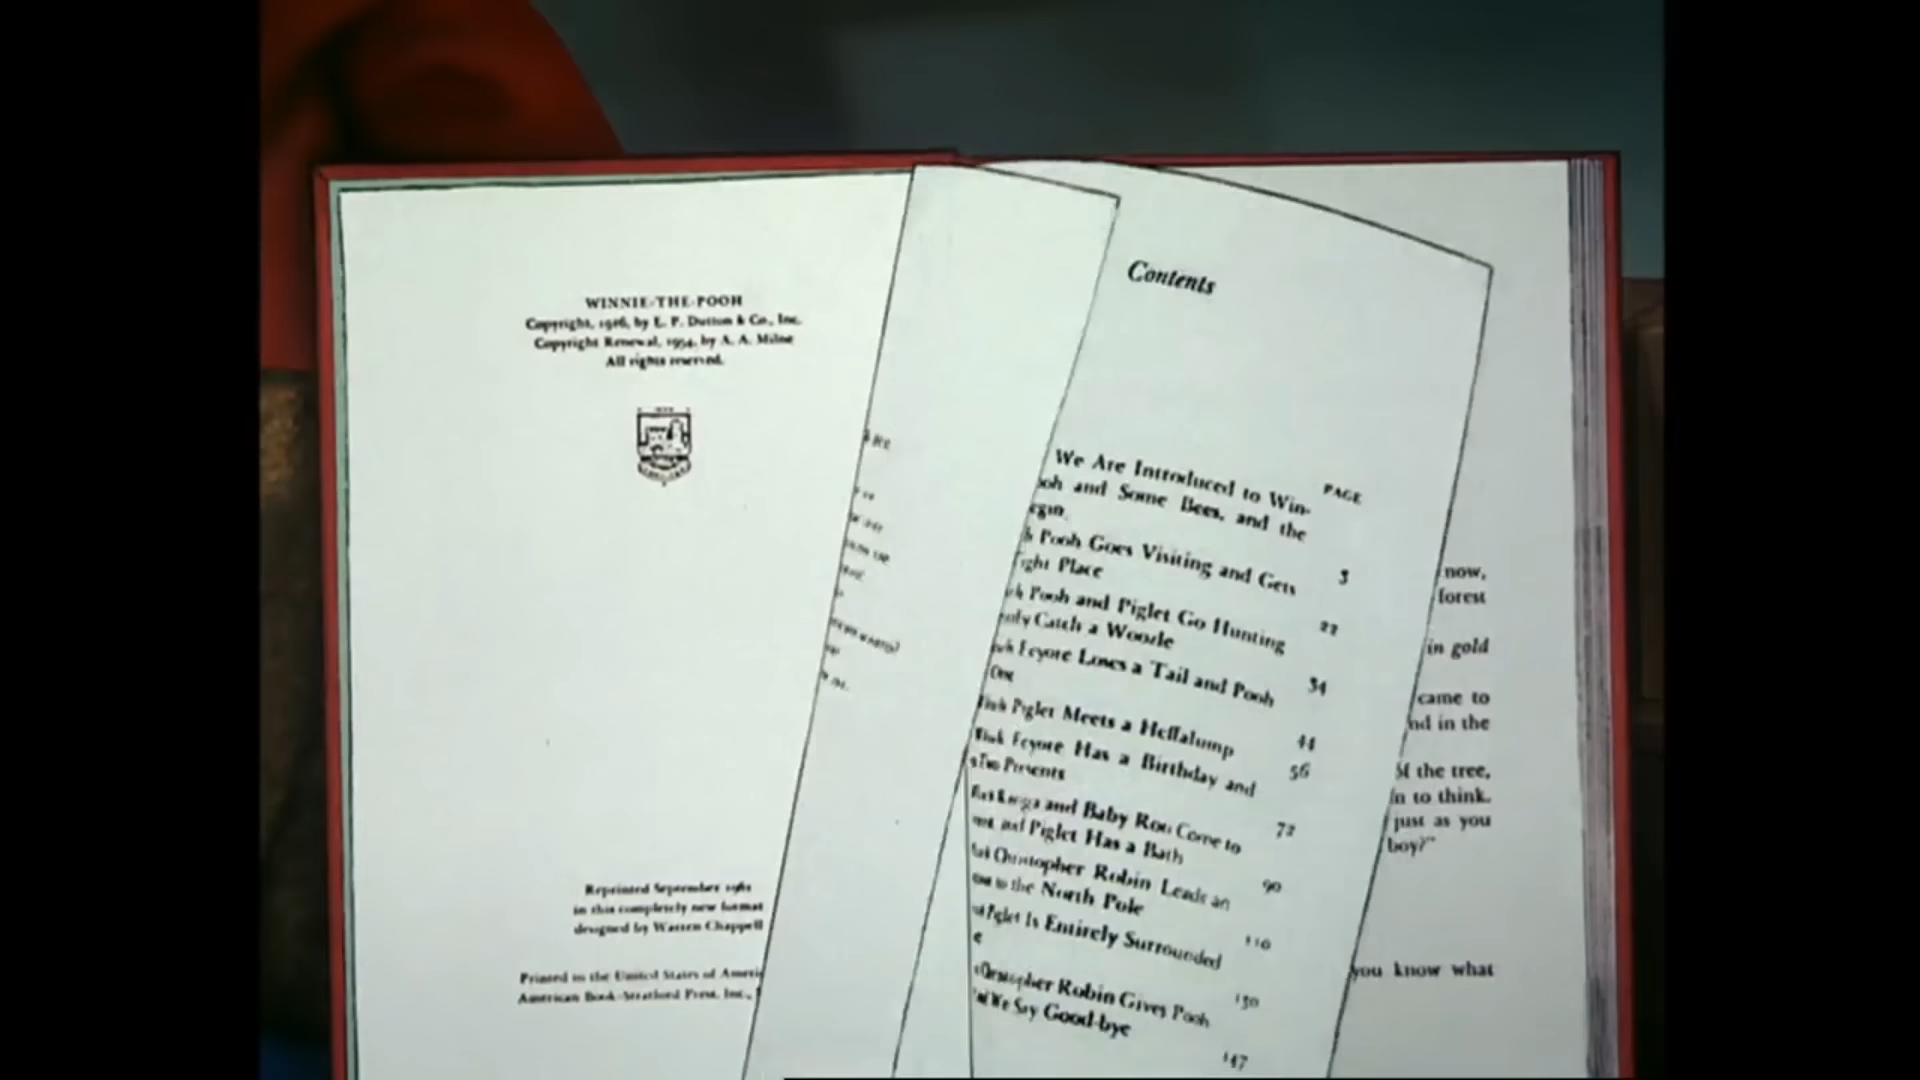 WINNIE-THE-POOH
Copyright, 1926, by E. P. Dutton & Co., Inc.
Copyright Renewal, 1954, by A. A. Milne
All rights reserved.
Reprinted September 1961
in this completely new format
designed by Warren Chappell
Printed in the United States of
American Book-Stratford Press, Inc.,
Contents
PAGE
We Are Introduced to Win-
and Some Bees, and the
3
Pooh Goes Visiting and Gets
Place
22
Pooh and Piglet Go Hunting
Catch a Woozle
34
Eeyore Loses a Tail and Pooh
One
44
Piglet Meets a Heffalump
56
Eeyore Has a Birthday and
Two Presents
72
Kanga and Baby Roo Come to
and Piglet Has a Bath
90
Christopher Robin Leads an
to the North Pole
110
Piglet Is Entirely Surrounded
130
Christopher Robin Gives Pooh
We Say Good-bye
147
now,
forest
in gold
came to
in the
the tree,
to think.
just as you
boy?"
you know what